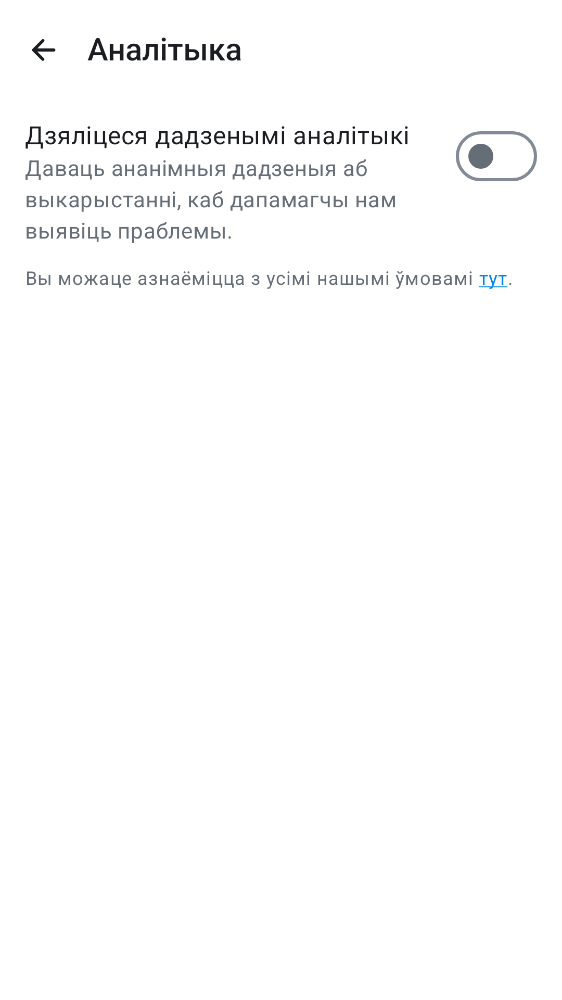 Аналітыка
Дзяліцеся дадзенымі аналітыкі
Даваць ананімныя дадзеныя аб
выкарыстанні, каб дапамагчы нам
выявіць праблемы.
Вы можаце азнаёміцца з усімі нашымі ўмовамі тут.